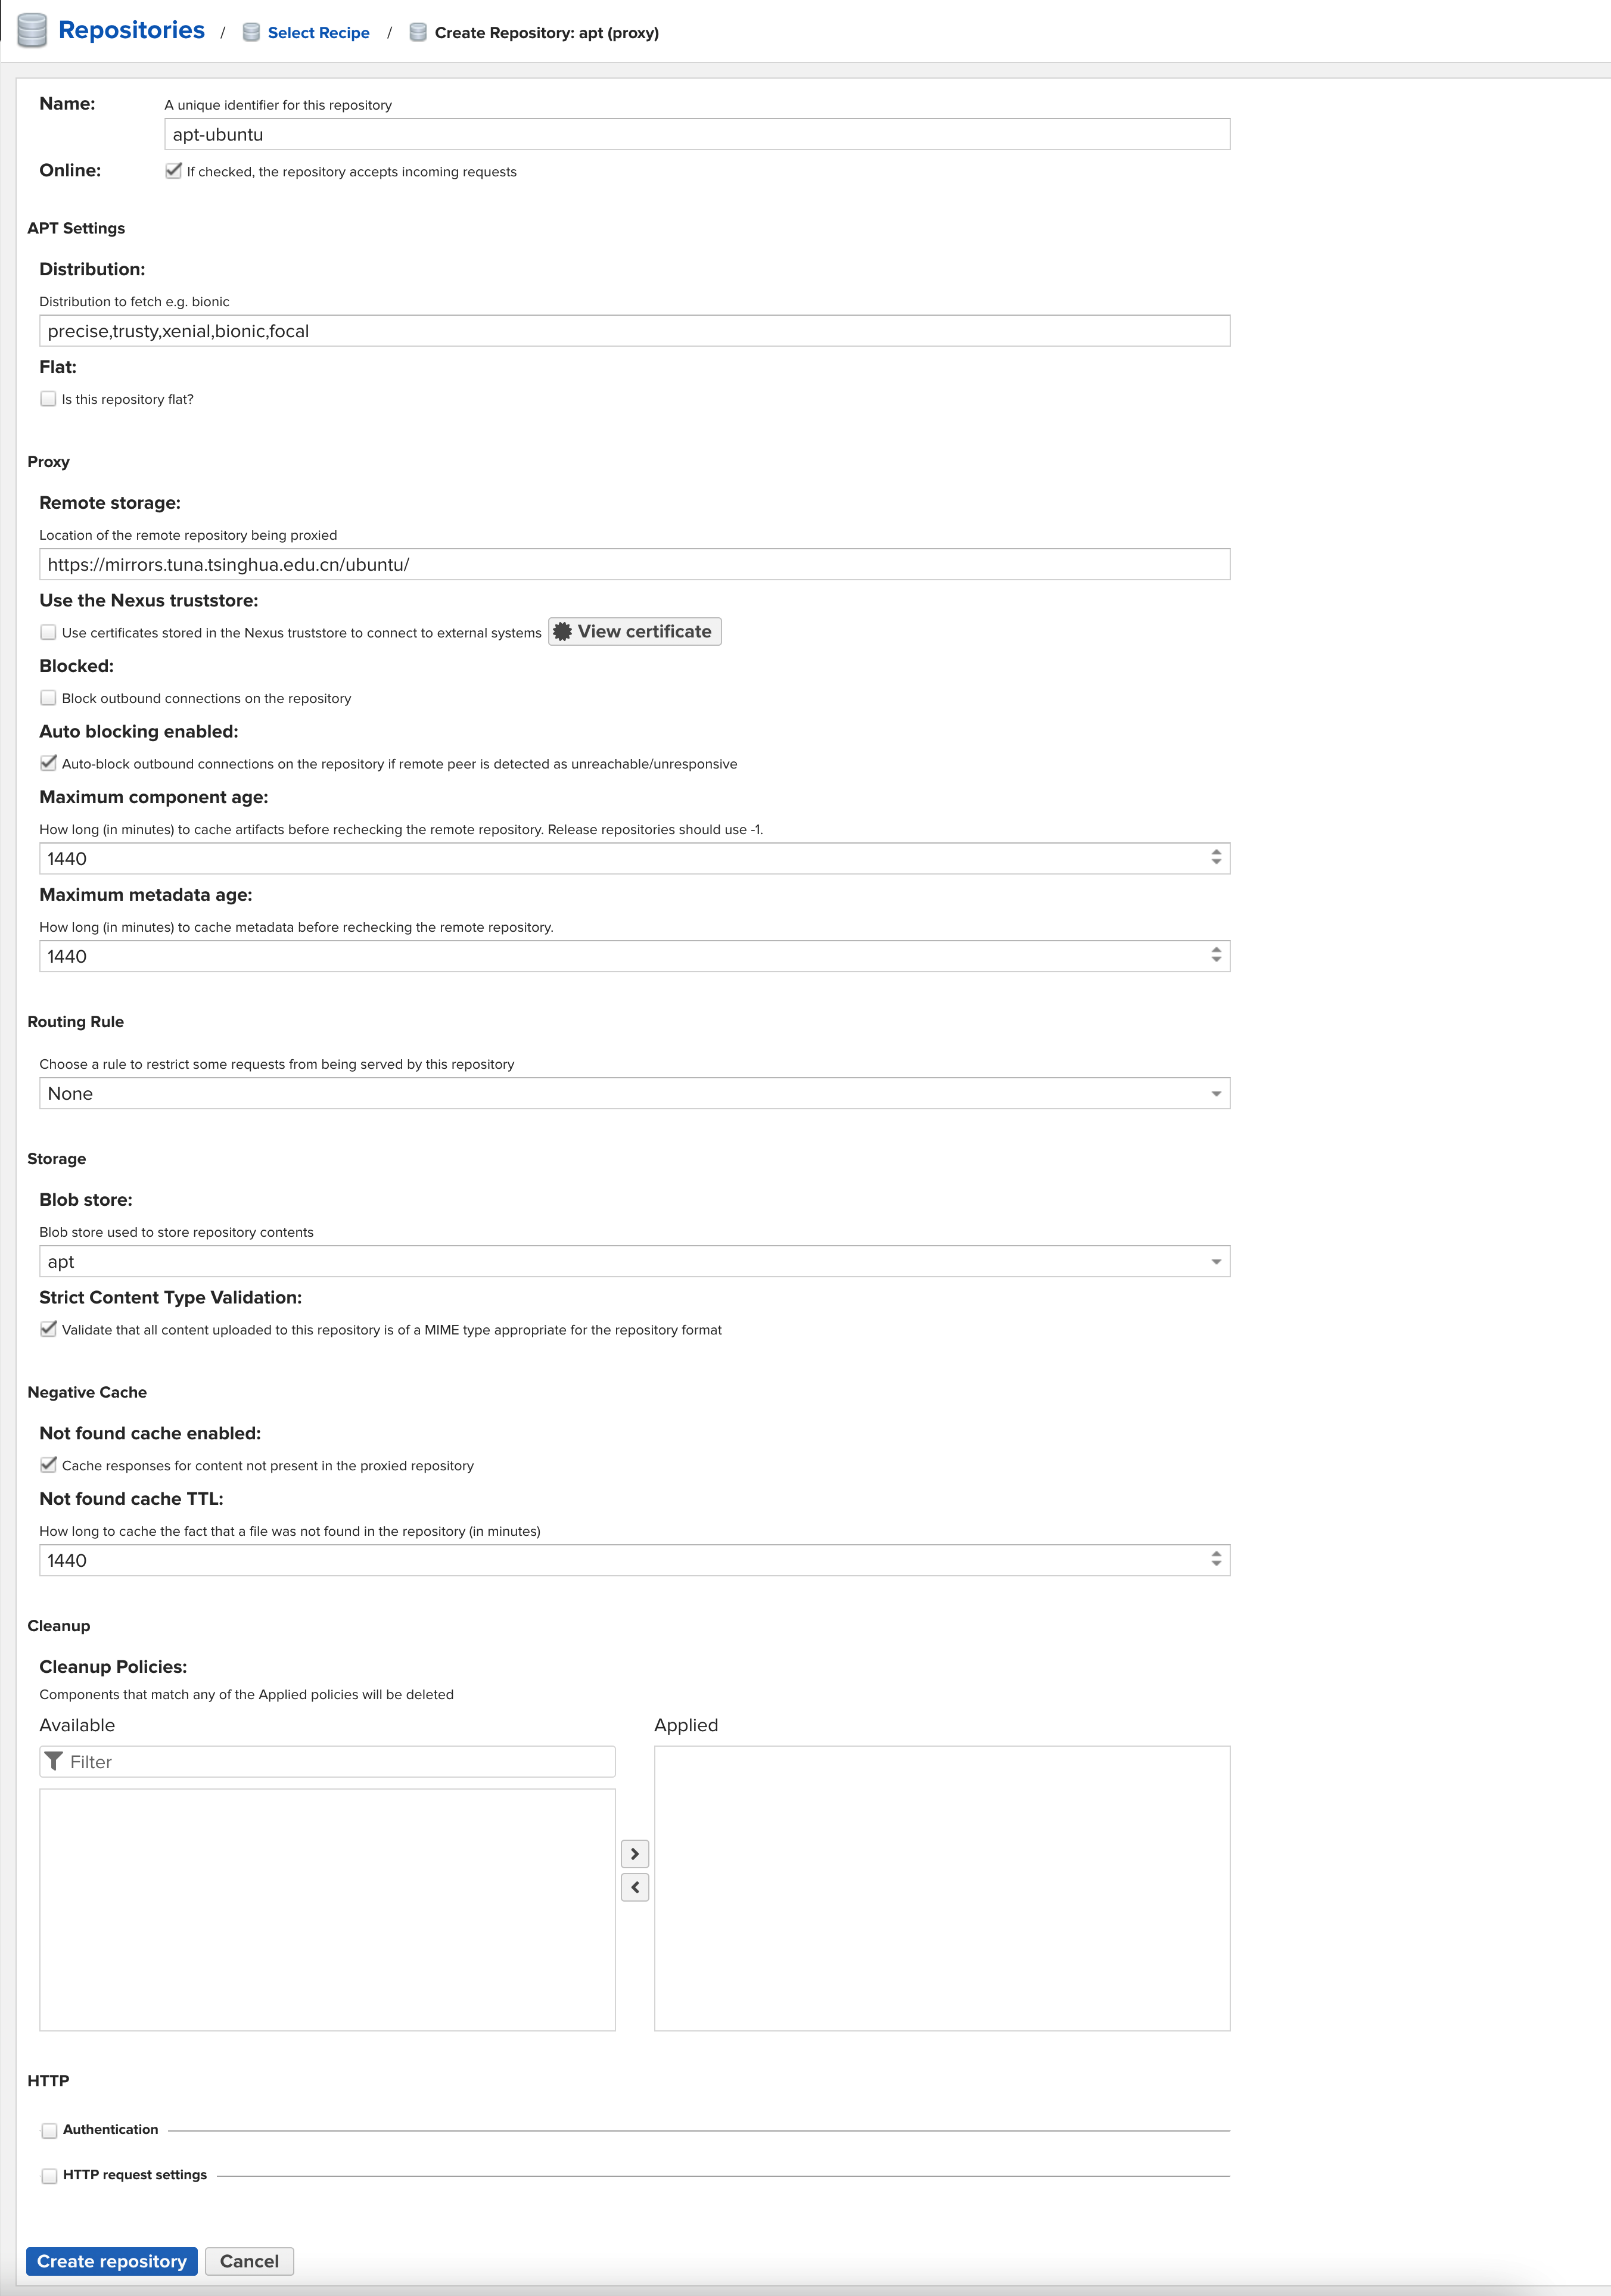 Repositories / Select Recipe / Create Repository: apt (proxy)
Name: A unique identifier for this repository
apt-ubuntu
Online: If checked, the repository accepts incoming requests
APT Settings
Distribution:
Distribution to fetch e.g. bionic
precise,trusty,xenial,bionic,focal
Flat:
Is this repository flat?
Proxy
Remote storage:
Location of the remote repository being proxied
https://mirrors.tuna.tsinghua.edu.cn/ubuntu/
Use the Nexus truststore:
Use certificates stored in the Nexus truststore to connect to external systems View certificate
Blocked:
Block outbound connections on the repository
Auto blocking enabled:
Auto-block outbound connections on the repository if remote peer is detected as unreachable/unresponsive
Maximum component age:
How long (in minutes) to cache artifacts before rechecking the remote repository. Release repositories should use -1.
1440
Maximum metadata age:
How long (in minutes) to cache metadata before rechecking the remote repository.
1440
Routing Rule
Choose a rule to restrict some requests from being served by this repository
None
Storage
Blob store:
Blob store used to store repository contents
apt
Strict Content Type Validation:
Validate that all content uploaded to this repository is of a MIME type appropriate for the repository format
Negative Cache
Not found cache enabled:
Cache responses for content not present in the proxied repository
Not found cache TTL:
How long to cache the fact that a file was not found in the repository (in minutes)
1440
Cleanup
Cleanup Policies:
Components that match any of the Applied policies will be deleted
Available Applied
Filter
HTTP
Authentication
HTTP request settings
Create repository Cancel